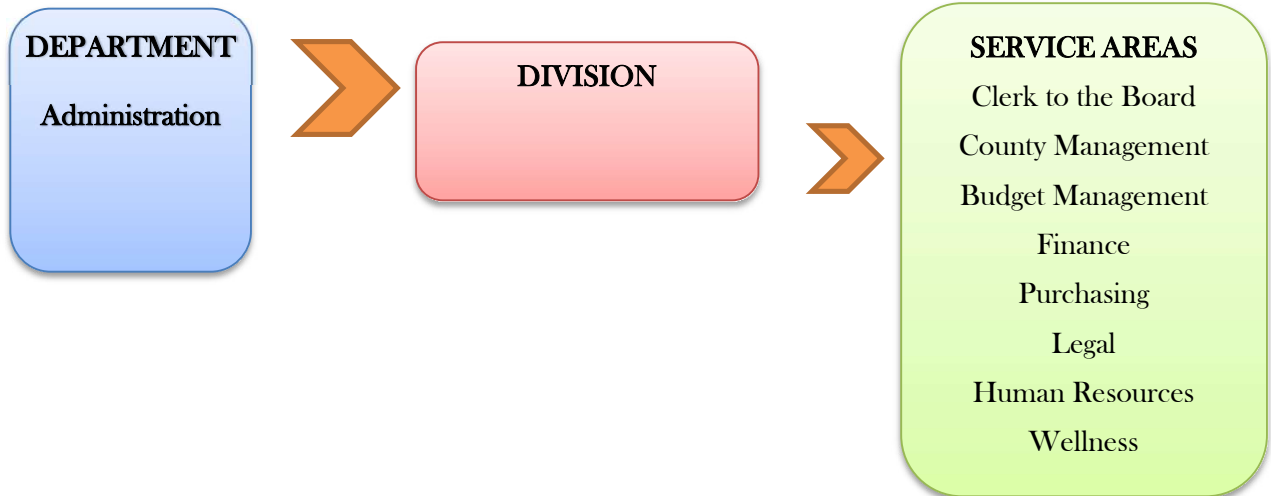 DEPARTMENT
Administration
DIVISION
SERVICE AREAS
Clerk to the Board
County Management
Budget Management
Finance
Purchasing
Legal
Human Resources
Wellness